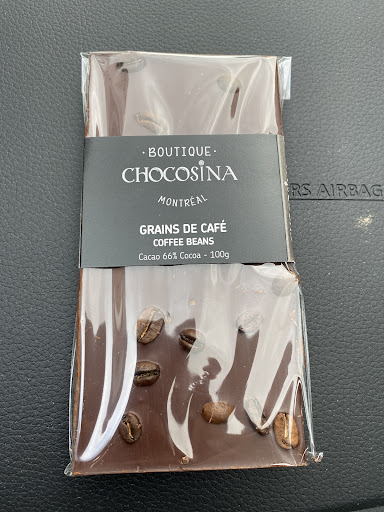 · BOUTIQUE ·
CHOCOSINA
MONTRÉAL
GRAINS DE CAFÉ
COFFEE BEANS
Cacao 66% Cocoa - 100g
RS AIRBAG